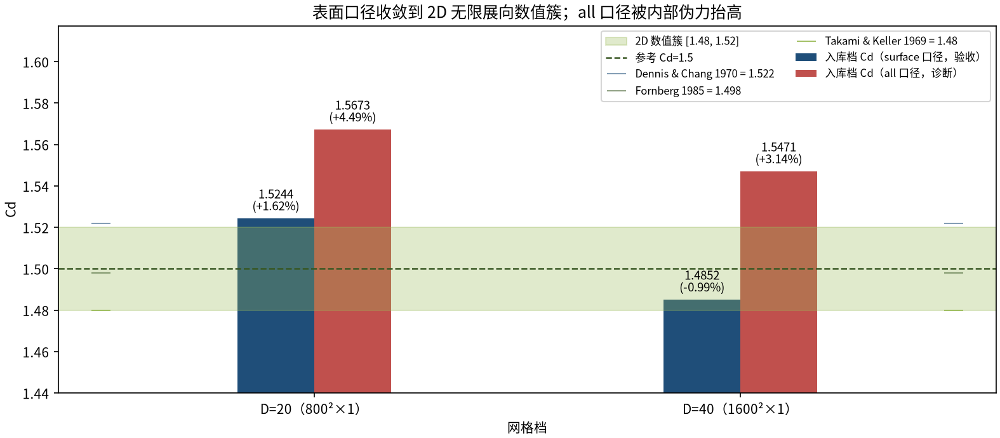 表面口径收敛到 2D 无限展向数值簇；all 口径被内部伪力抬高
2D 数值簇 [1.48, 1.52]
参考 Cd=1.5
Dennis & Chang 1970 = 1.522
Fornberg 1985 = 1.498
Takami & Keller 1969 = 1.48
入库档 Cd（surface 口径，验收）
入库档 Cd（all 口径，诊断）
Cd
1.60
1.58
1.56
1.54
1.52
1.50
1.48
1.46
1.44
1.5244
(+1.62%)
1.5673
(+4.49%)
1.4852
(-0.99%)
1.5471
(+3.14%)
D=20（800²×1）
D=40（1600²×1）
网格档